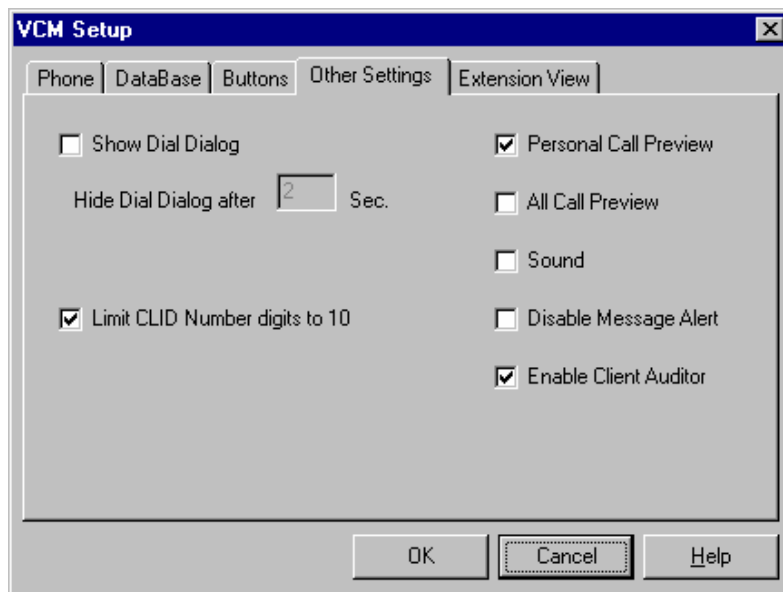 VCM Setup
Phone DataBase Buttons Other Settings Extension View
Show Dial Dialog
Hide Dial Dialog after 2 Sec.
Limit CLID Number digits to 10
Personal Call Preview
All Call Preview
Sound
Disable Message Alert
Enable Client Auditor
OK Cancel Help